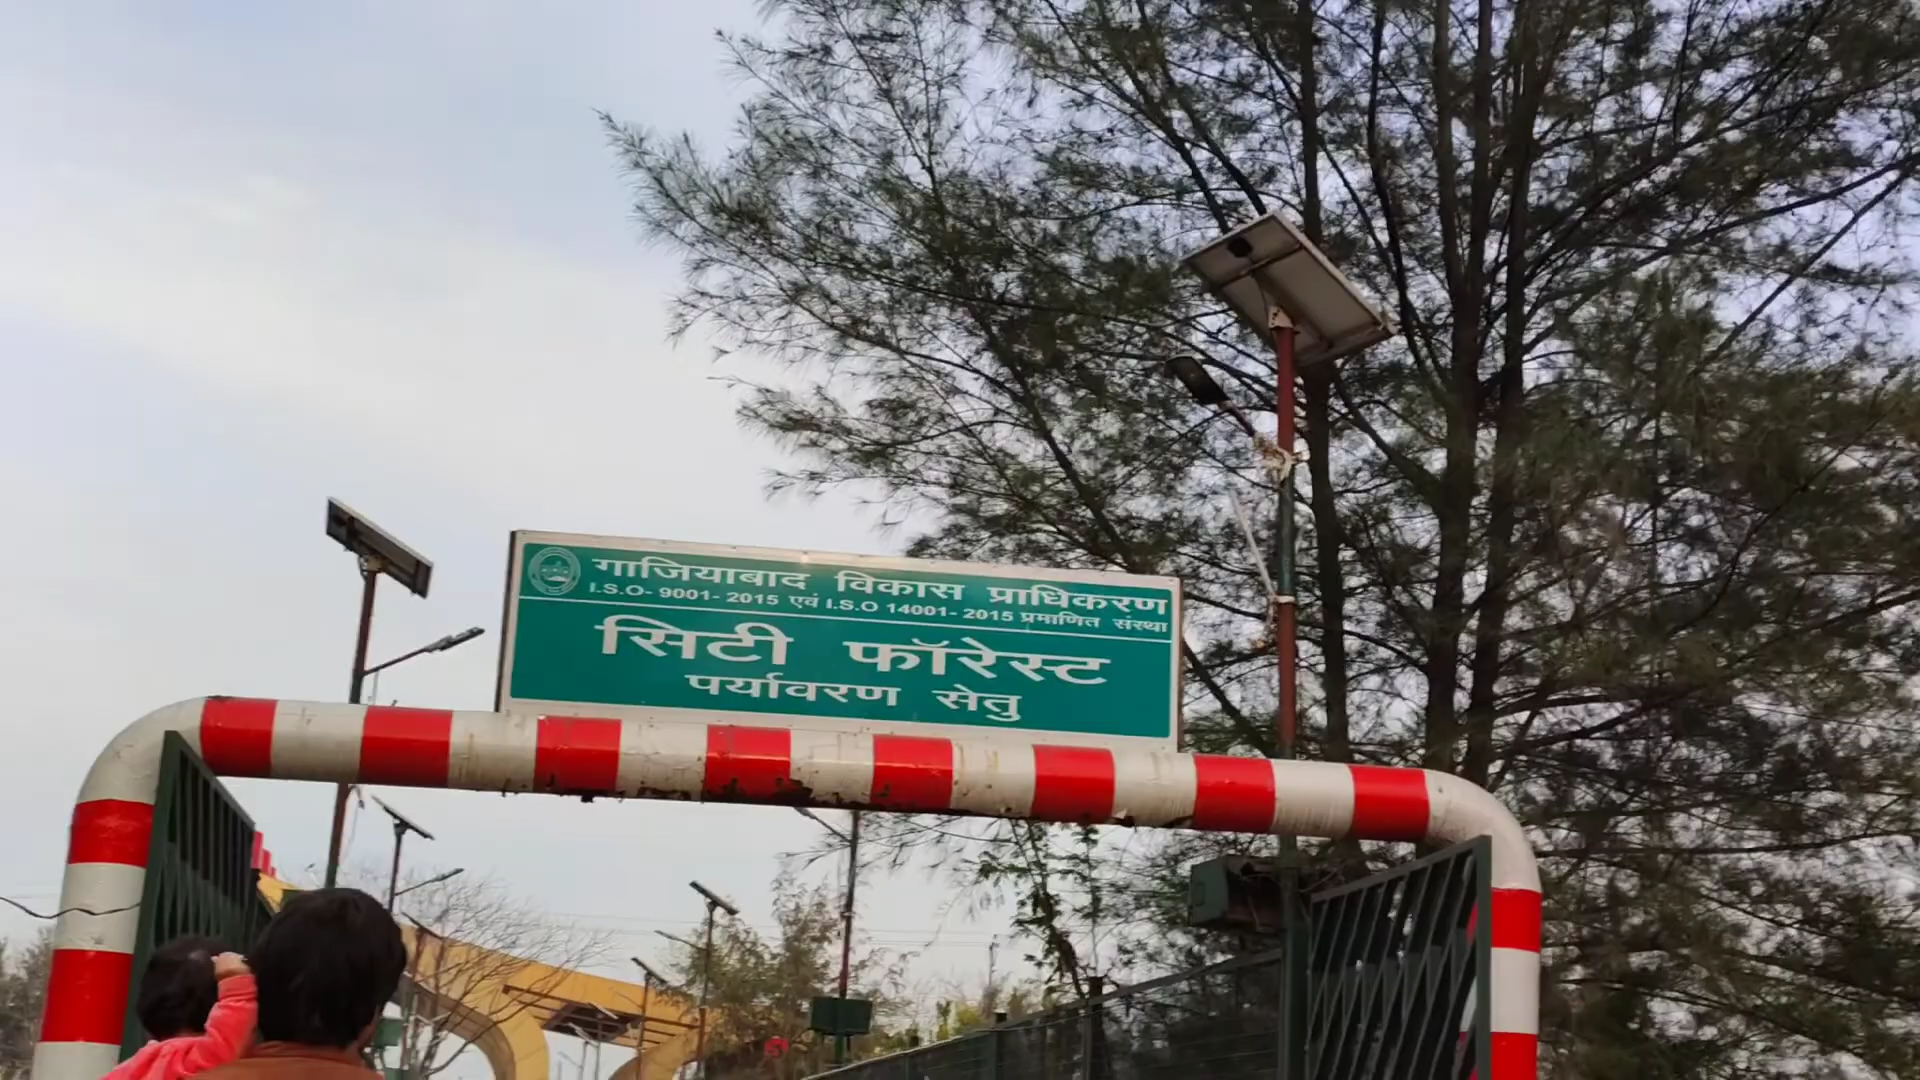 गाजियाबाद विकास प्राधिकरण
I.S.O- 9001- 2015 एवं I.S.O 14001- 2015 प्रमाणित संस्था
सिटी फॉरेस्ट
पर्यावरण सेतु